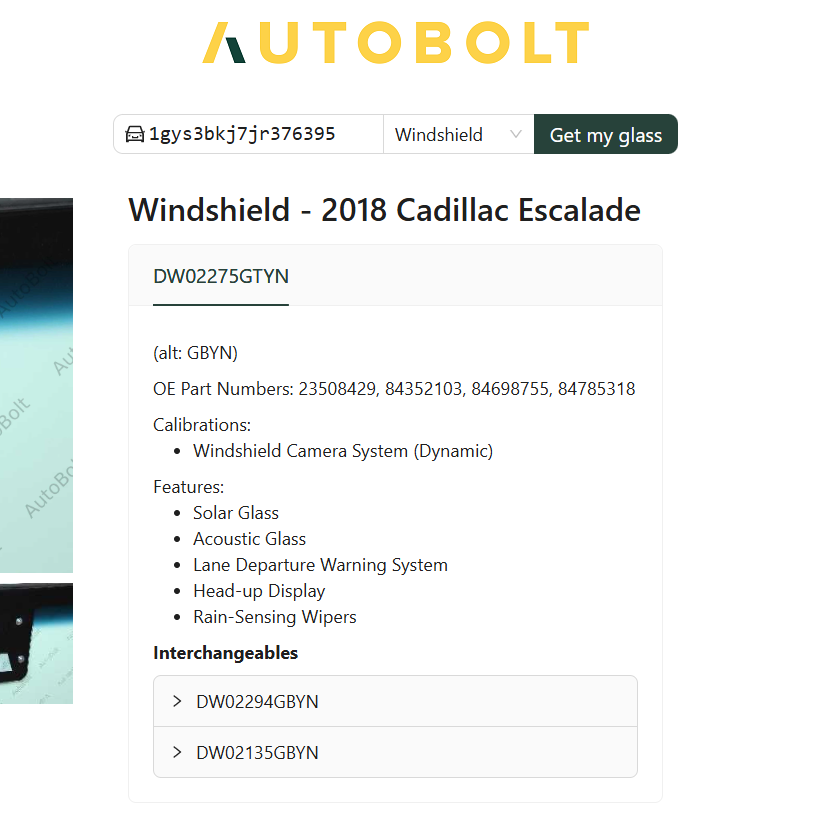 AUTOBOLT
1gys3bkj7jr376395 Windshield Get my glass
Windshield - 2018 Cadillac Escalade
DW02275GTYN
(alt: GBYN)
OE Part Numbers: 23508429, 84352103, 84698755, 84785318
Calibrations:
• Windshield Camera System (Dynamic)
Features:
• Solar Glass
• Acoustic Glass
• Lane Departure Warning System
• Head-up Display
• Rain-Sensing Wipers
Interchangeables
> DW02294GBYN
> DW02135GBYN
AutoBolt
AutoBolt